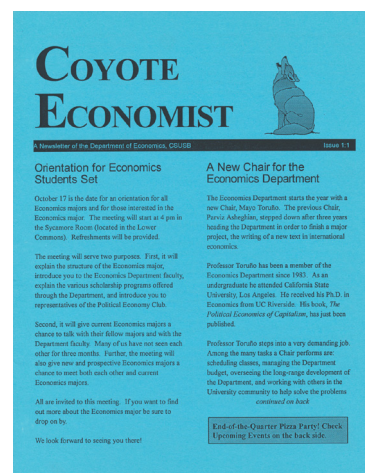 COYOTE
ECONOMIST
A Newsletter of the Department of Economics, CSUSB
Issue 1:1
Orientation for Economics
Students Set
October 17 is the date for an orientation for all
Economics majors and for those interested in the
Economics major. The meeting will start at 4 pm in
the Sycamore Room (located in the Lower
Commons). Refreshments will be provided.
The meeting will serve two purposes. First, it will
explain the structure of the Economics major,
introduce you to the Economics Department faculty,
explain the various scholarship programs offered
through the Department, and introduce you to
representatives of the Political Economy Club.
Second, it will give current Economics majors a
chance to talk with their fellow majors and with the
Department faculty. Many of us have not seen each
other for three months. Further, the meeting will
also give new and prospective Economics majors a
chance to meet both each other and current
Economics majors.
All are invited to this meeting. If you want to find
out more about the Economics major be sure to
drop on by.
We look forward to seeing you there!
A New Chair for the
Economics Department
The Economics Department starts the year with a
new Chair, Mayo Toruño. The previous Chair,
Parviz Asheghian, stepped down after three years
heading the Department in order to finish a major
project, the writing of a new text in international
economics.
Professor Toruño has been a member of the
Economics Department since 1983. As an
undergraduate he attended California State
University, Los Angeles. He received his Ph.D. in
Economics from UC Riverside. His book, The
Political Economics of Capitalism, has just been
published.
Professor Toruño steps into a very demanding job.
Among the many tasks a Chair performs are:
scheduling classes, managing the Department
budget, overseeing the long-range development of
the Department, and working with others in the
University community to help solve the problems
continued on back
End-of-the-Quarter Pizza Party! Check
Upcoming Events on the back side.